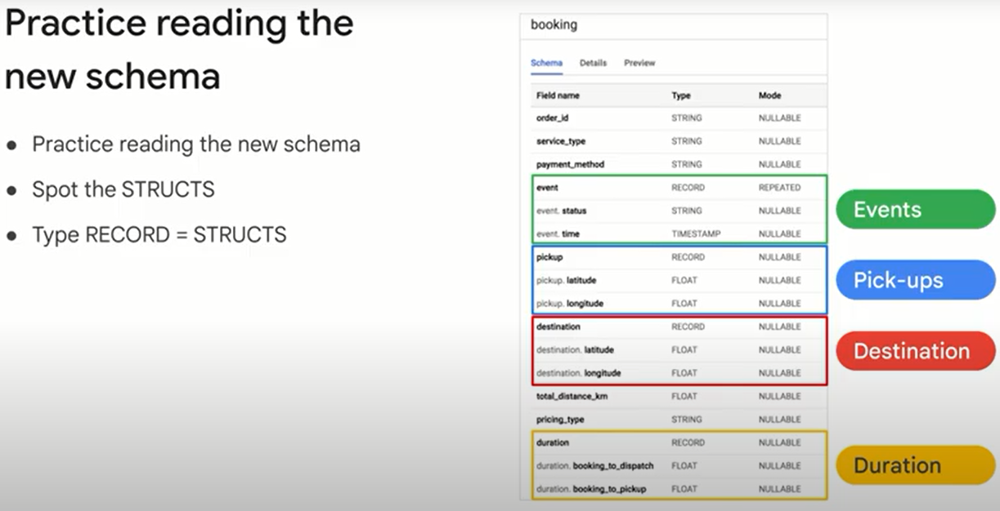 Practice reading the
new schema
● Practice reading the new schema
● Spot the STRUCTS
● Type RECORD = STRUCTS
booking
Schema Details Preview
Field name Type Mode
order_id STRING NULLABLE
service_type STRING NULLABLE
payment_method STRING NULLABLE
event RECORD REPEATED
event. status STRING NULLABLE
event. time TIMESTAMP NULLABLE
Events
pickup RECORD NULLABLE
pickup. latitude FLOAT NULLABLE
pickup. longitude FLOAT NULLABLE
Pick-ups
destination RECORD NULLABLE
destination. latitude FLOAT NULLABLE
destination. longitude FLOAT NULLABLE
Destination
total_distance_km FLOAT NULLABLE
pricing_type STRING NULLABLE
duration RECORD NULLABLE
duration. booking_to_dispatch FLOAT NULLABLE
duration. booking_to_pickup FLOAT NULLABLE
Duration